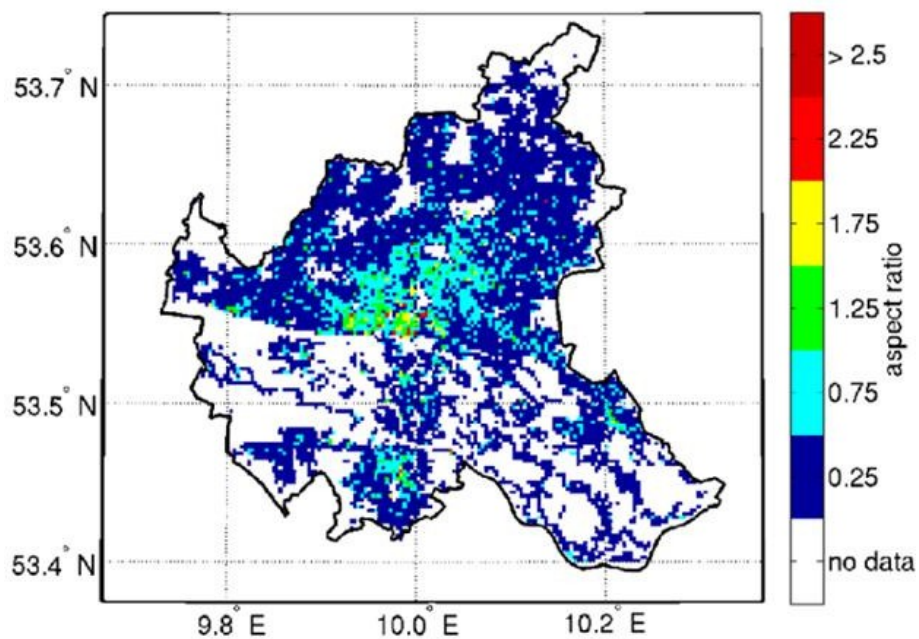 53.7° N
53.6° N
53.5° N
53.4° N
9.8° E
10.0° E
10.2° E
> 2.5
2.25
1.75
1.25
0.75
0.25
no data
aspect ratio